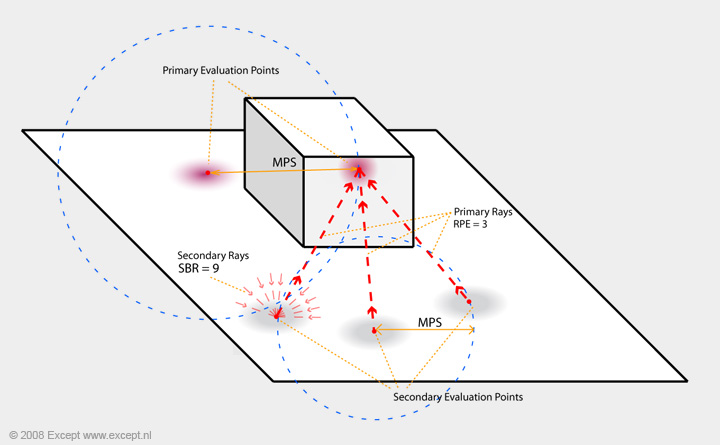 Primary Evaluation Points
MPS
Primary Rays
RPE = 3
Secondary Rays
SBR = 9
MPS
Secondary Evaluation Points
© 2008 Except www.except.nl